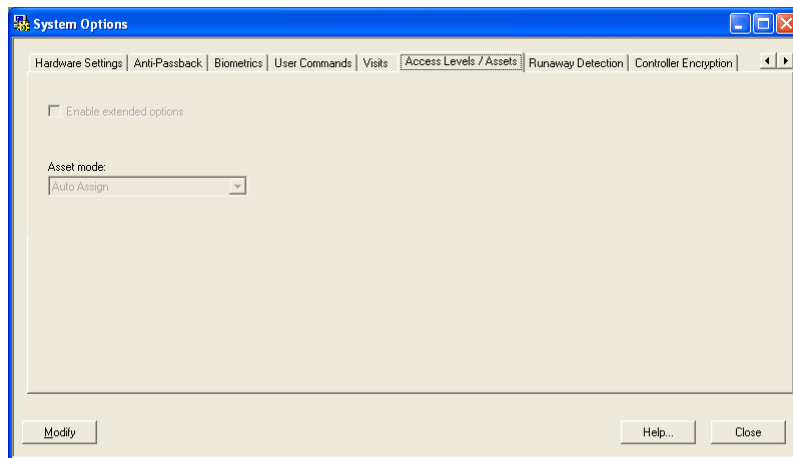 System Options
Hardware Settings Anti-Passback Biometrics User Commands Visits Access Levels / Assets Runaway Detection Controller Encryption
Enable extended options
Asset mode:
Auto Assign
Modify Help... Close